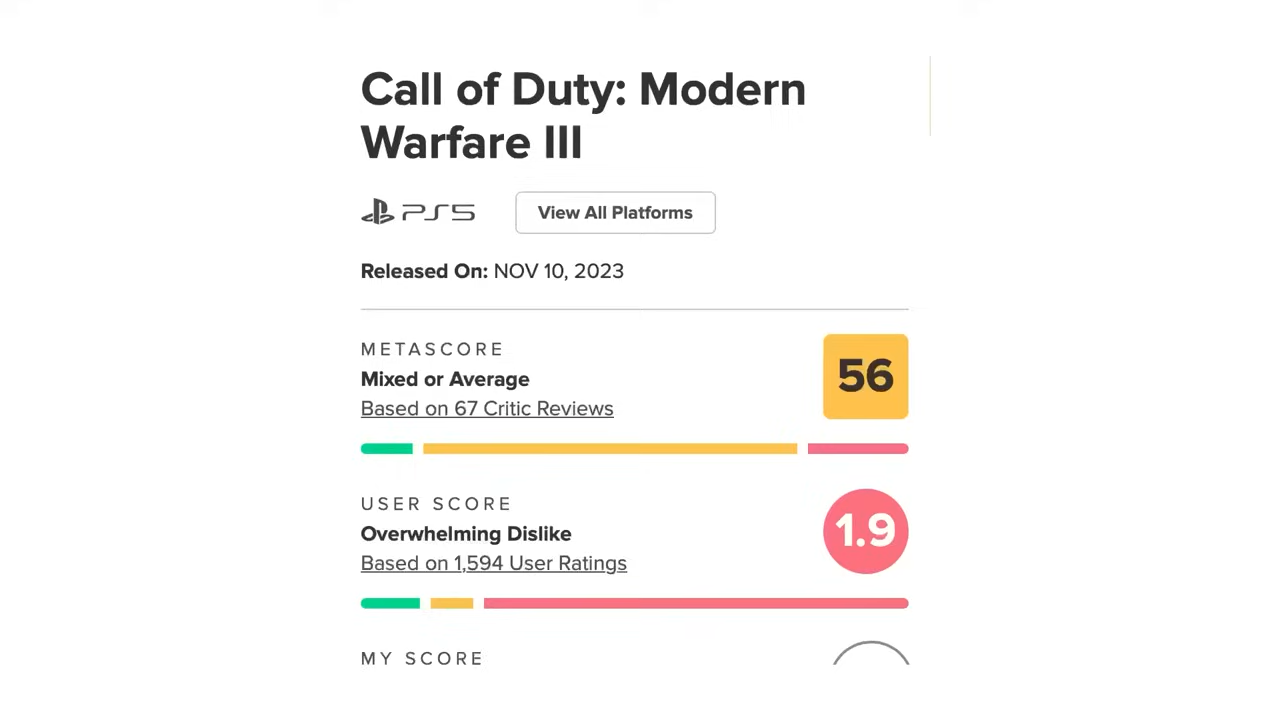 Call of Duty: Modern
Warfare III
PS5
View All Platforms
Released On: NOV 10, 2023
METASCORE
Mixed or Average
Based on 67 Critic Reviews
56
USER SCORE
Overwhelming Dislike
Based on 1,594 User Ratings
1.9
MY SCORE